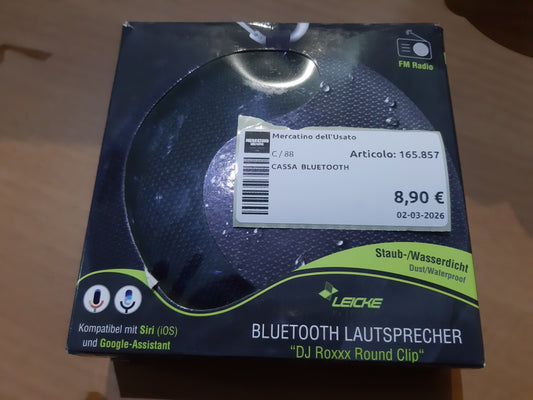 FM Radio
Mercatino dell'Usato
MERCATINO
C / 88
Articolo: 165.857
CASSA BLUETOOTH
8,90 €
02-03-2026
Staub-/Wasserdicht
Dust/Waterproof
LEICKE
Kompatibel mit Siri (iOS)
und Google-Assistant
BLUETOOTH LAUTSPRECHER
"DJ Roxxx Round Clip"